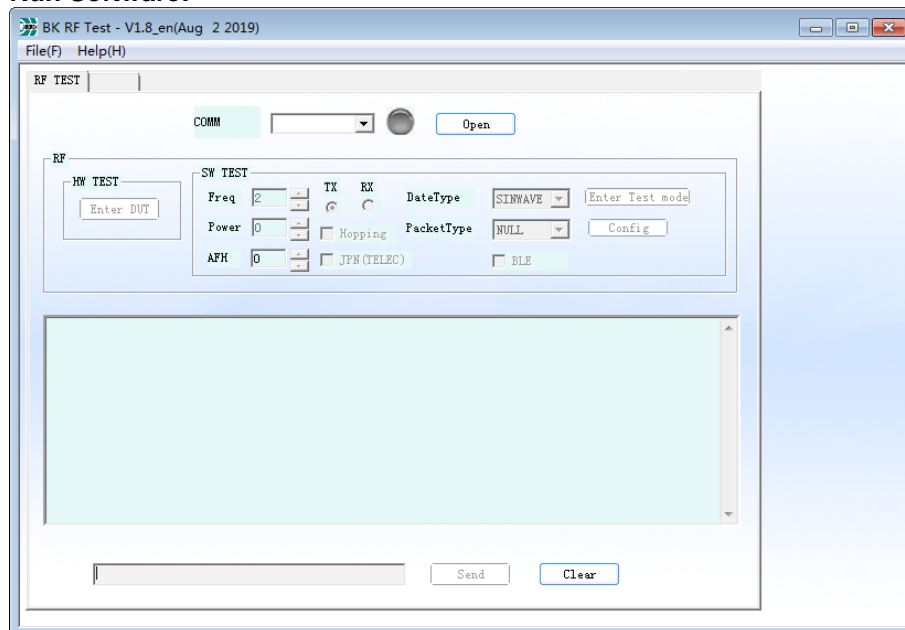 BK RF Test - V1.8_en(Aug 2 2019)
File(F) Help(H)
RF TEST
COMM Open
RF
HW TEST
Enter DUT
SW TEST
Freq 2 TX RX DateType SINWAVE Enter Test mode
Power 0 Hopping PacketType NULL Config
AFH 0 JPN(TELEC) BLE
Send Clear